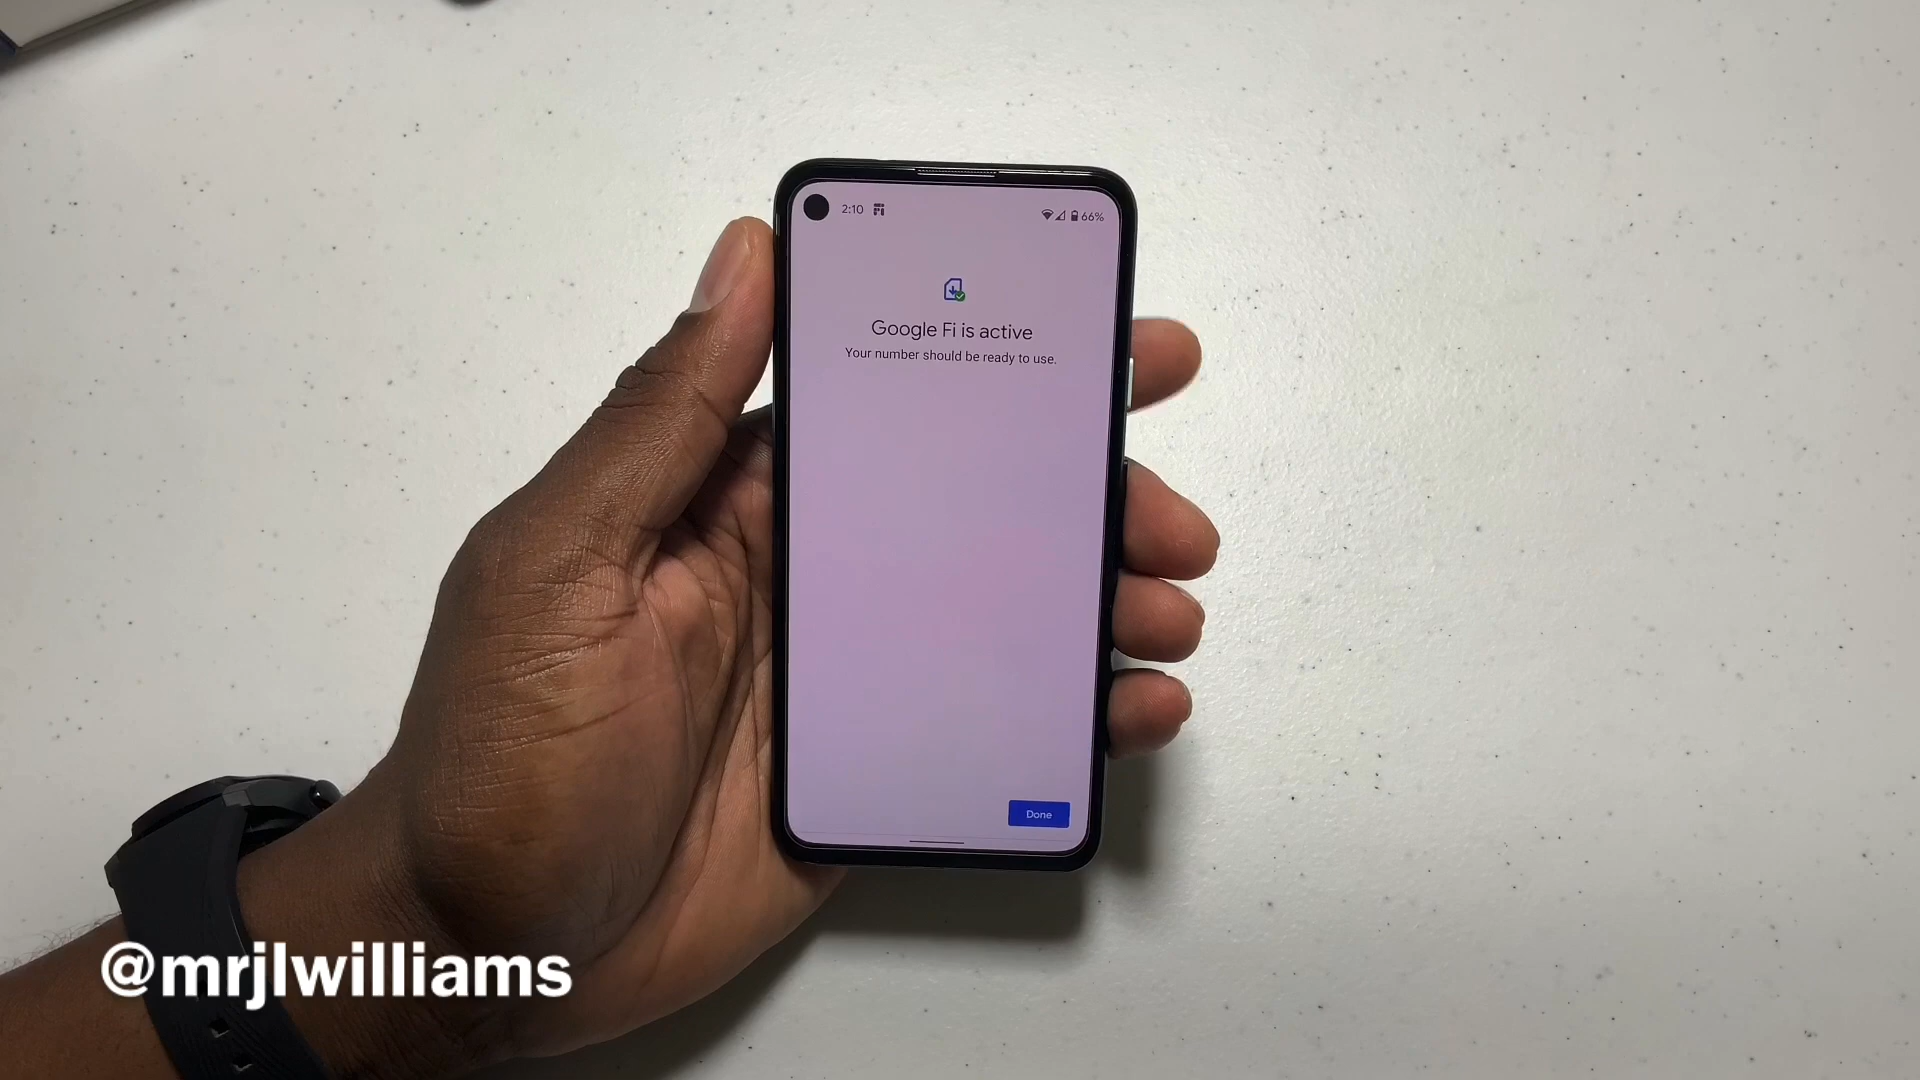 2:10
66%
Google Fi is active
Your number should be ready to use.
Done
@mrjlwilliams